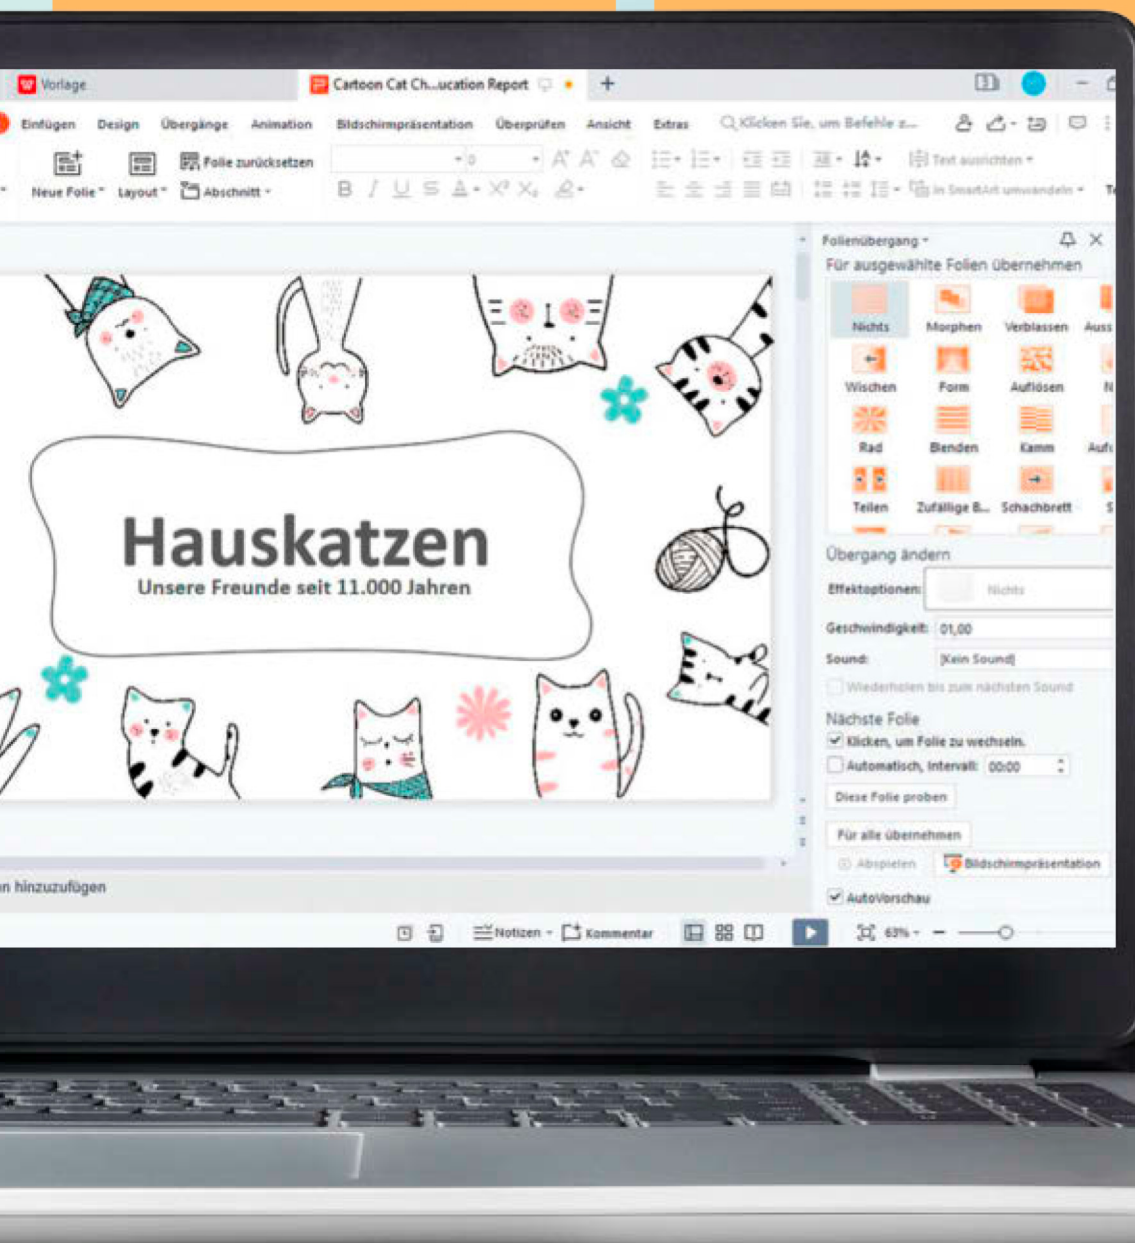 Vorlage
Cartoon Cat Ch...ucation Report
Einfügen Design Übergänge Animation Bildschirmpräsentation Überprüfen Ansicht Extras Klicken Sie, um Befehle z...
Folie zurücksetzen
Text ausrichten
Neue Folie Layout Abschnitt
B I U S A X² X₂
In SmartArt umwandeln
Folienübergang
Für ausgewählte Folien übernehmen
Nichts Morphen Verblassen Auss
Wischen Form Auflösen N
Rad Blenden Kamm Aufd
Teilen Zufällige B... Schachbrett S
Hauskatzen
Unsere Freunde seit 11.000 Jahren
Übergang ändern
Effektoptionen: Nichts
Geschwindigkeit: 01,00
Sound: [Kein Sound]
Wiederholen bis zum nächsten Sound
Nächste Folie
Klicken, um Folie zu wechseln.
Automatisch, Intervall: 00:00
Diese Folie proben
Für alle übernehmen
Abspielen Bildschirmpräsentation
AutoVorschau
n hinzuzufügen
Notizen Kommentar 63%